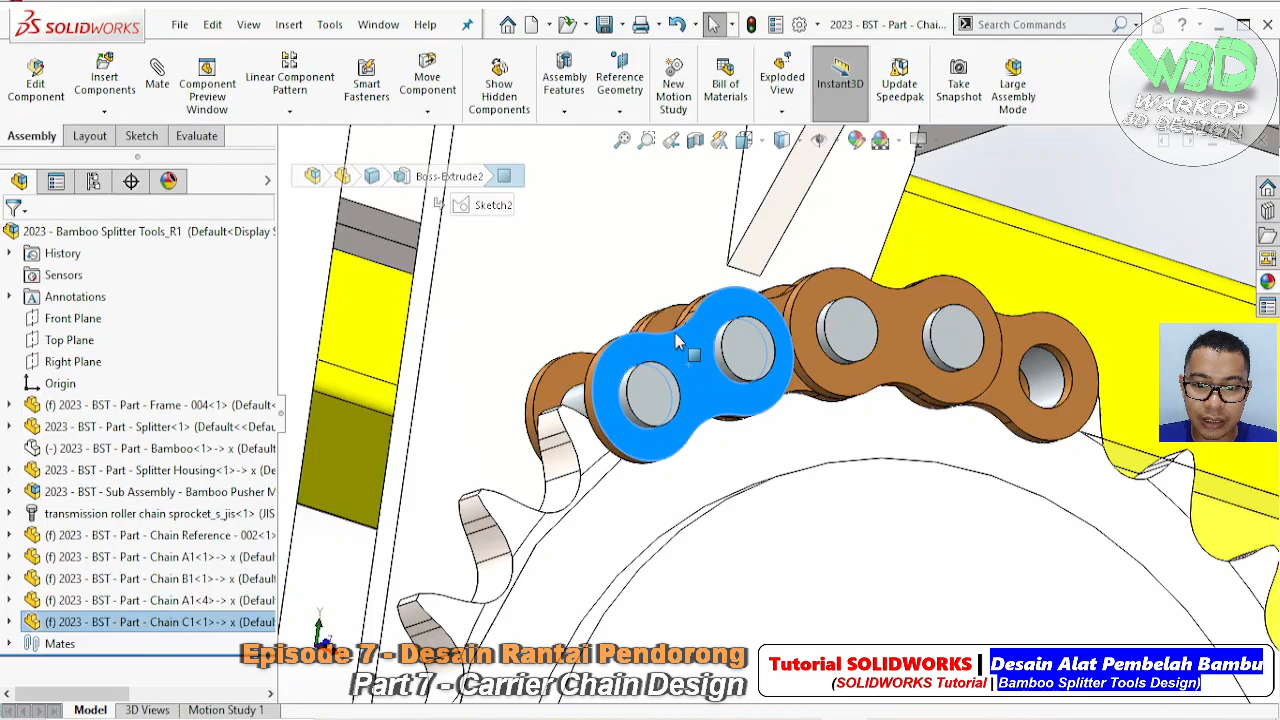 SOLIDWORKS
File Edit View Insert Tools Window Help
2023 - BST - Part - Chai...
Search Commands
Edit Component
Insert Components
Mate
Component Preview Window
Linear Component Pattern
Smart Fasteners
Move Component
Show Hidden Components
Assembly Features
Reference Geometry
New Motion Study
Bill of Materials
Exploded View
Instant3D
Update Speedpak
Take Snapshot
Large Assembly Mode
W3D
WARKOP
3D DESIGN
Assembly Layout Sketch Evaluate
Boss-Extrude2
Sketch2
2023 - Bamboo Splitter Tools_R1 (Default<Display S
History
Sensors
Annotations
Front Plane
Top Plane
Right Plane
Origin
(f) 2023 - BST - Part - Frame - 004<1> (Default<
2023 - BST - Part - Splitter<1> (Default<<Defau
(-) 2023 - BST - Part - Bamboo<1> (Default<<D
2023 - BST - Part - Splitter Housing<1> (Default
2023 - BST - Sub Assembly - Bamboo Pusher M
transmission roller chain sprocket_s_jis<1> (JIS
(f) 2023 - BST - Part - Chain Reference - 002<1
(f) 2023 - BST - Part - Chain A1<1>-> x (Defaul
(f) 2023 - BST - Part - Chain B1<1>-> x (Default
(f) 2023 - BST - Part - Chain A1<4>-> x (Default
(f) 2023 - BST - Part - Chain C1<1>-> x (Defaul
Mates
Episode 7 - Desain Rantai Pendorong
Part 7 - Carrier Chain Design
Tutorial SOLIDWORKS | Desain Alat Pembelah Bambu
(SOLIDWORKS Tutorial | Bamboo Splitter Tools Design)
Model 3D Views Motion Study 1